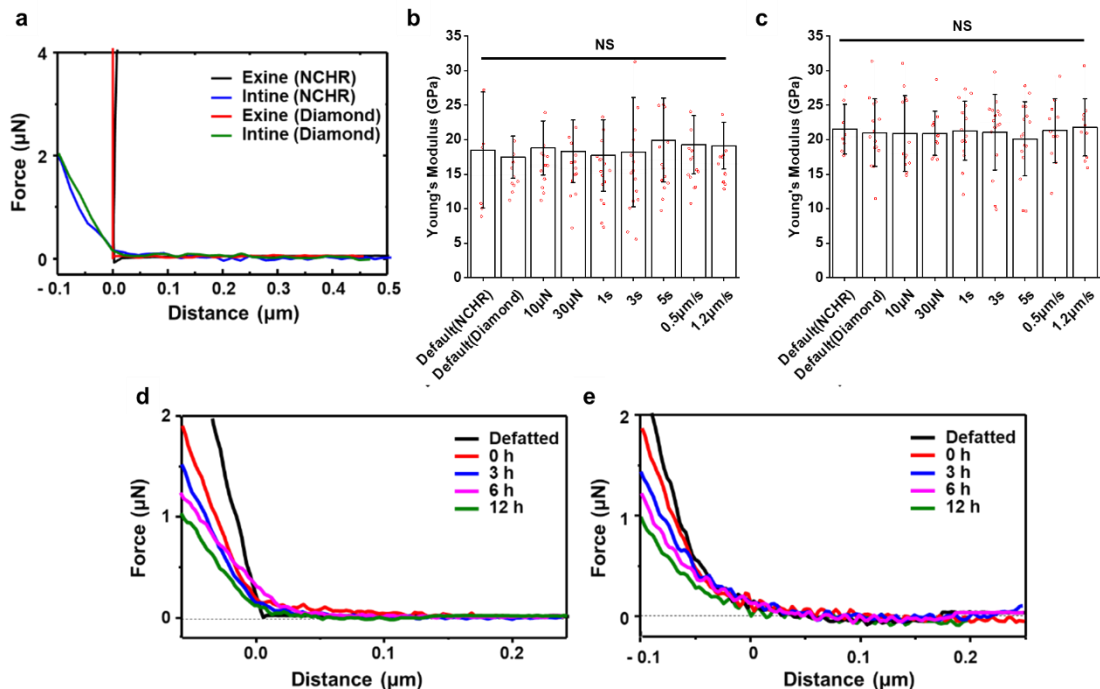 a
Force (µN)
4
2
0
Exine (NCHR)
Intine (NCHR)
Exine (Diamond)
Intine (Diamond)
- 0.1 0.0 0.1 0.2 0.3 0.4 0.5
Distance (µm)
b
NS
Young's Modulus (GPa)
35
30
25
20
15
10
5
0
Default(NCHR)
Default(Diamond)
10µN
30µN
1s
3s
5s
0.5µm/s
1.2µm/s
c
NS
Young's Modulus (GPa)
35
30
25
20
15
10
5
0
Default(NCHR)
Default(Diamond)
10µN
30µN
1s
3s
5s
0.5µm/s
1.2µm/s
d
Force (µN)
2
1
0
Defatted
0 h
3 h
6 h
12 h
0.0 0.1 0.2
Distance (µm)
e
Force (µN)
2
1
0
Defatted
0 h
3 h
6 h
12 h
- 0.1 0 0.1 0.2
Distance (µm)